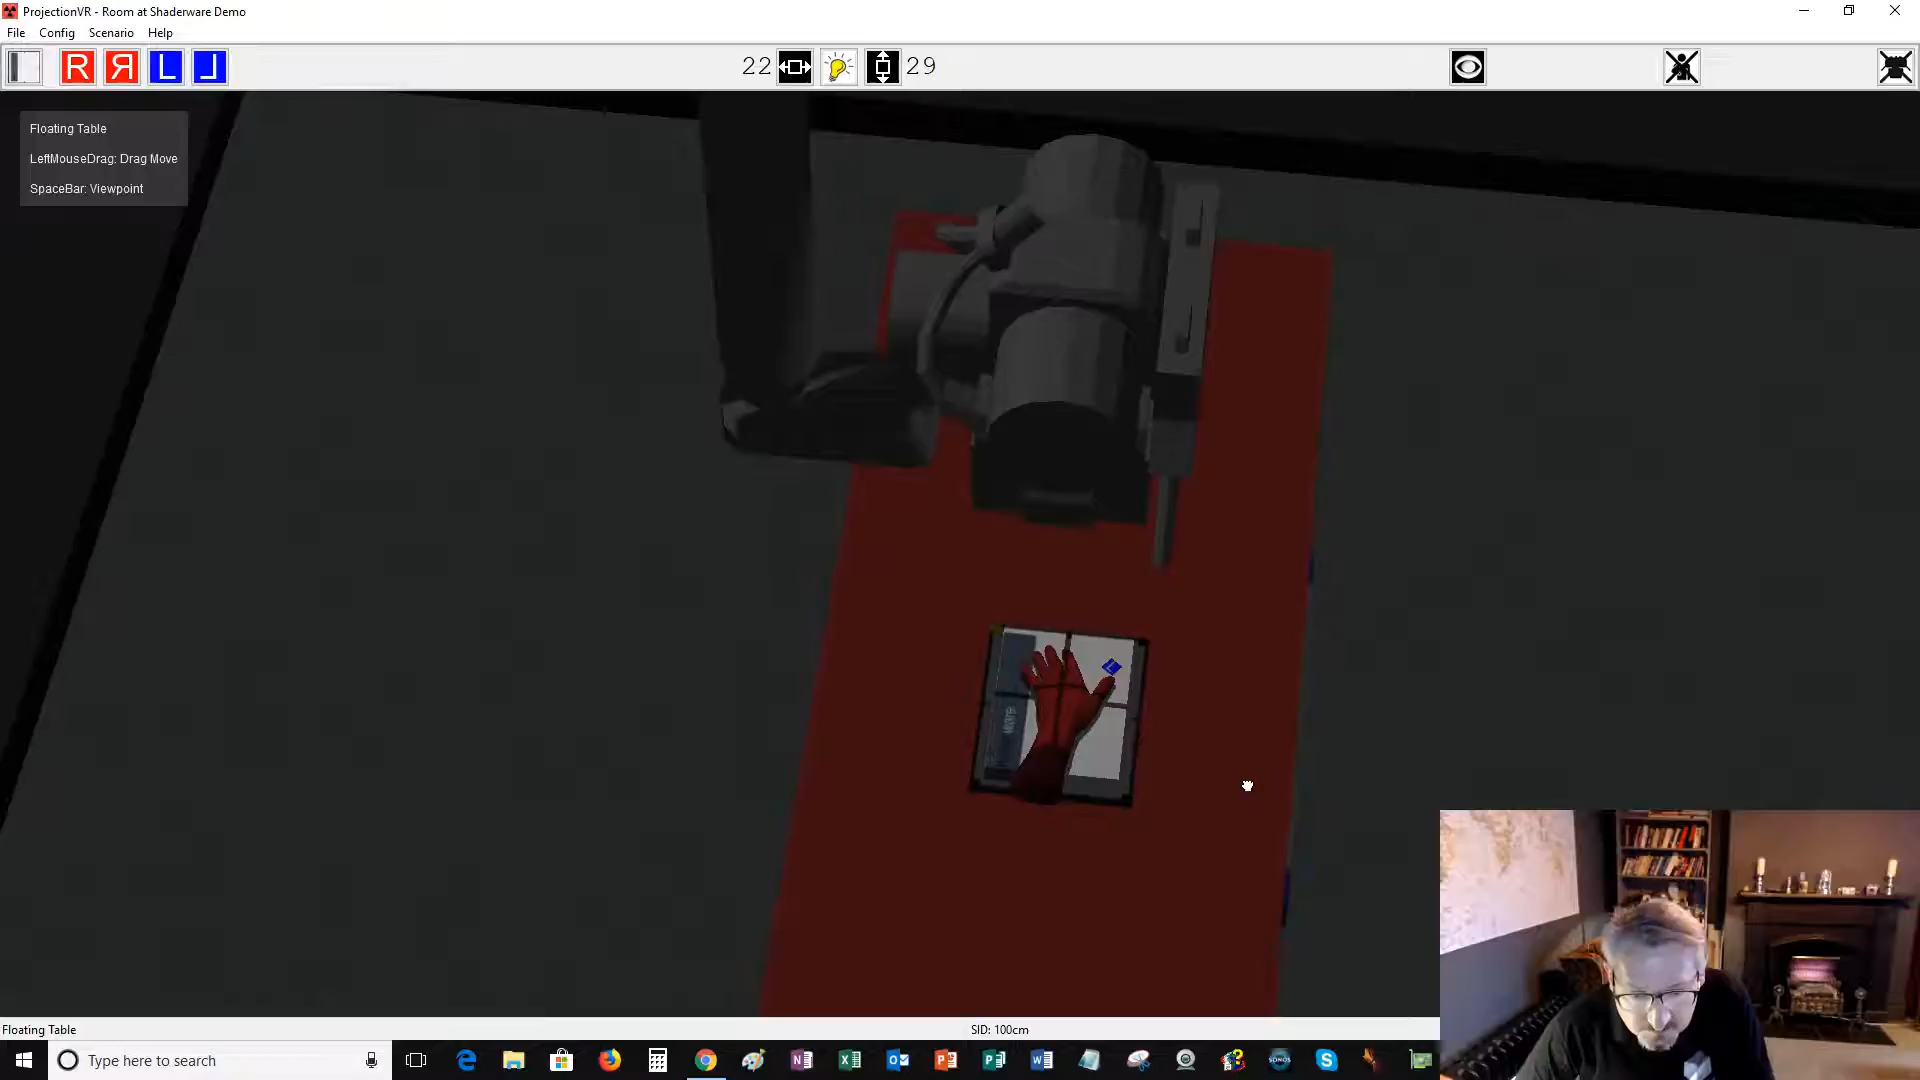 ProjectionVR - Room at Shaderware Demo
File Config Scenario Help
R R L L 22 29
Floating Table
LeftMouseDrag: Drag Move
SpaceBar: Viewpoint
Floating Table SID: 100cm
Type here to search